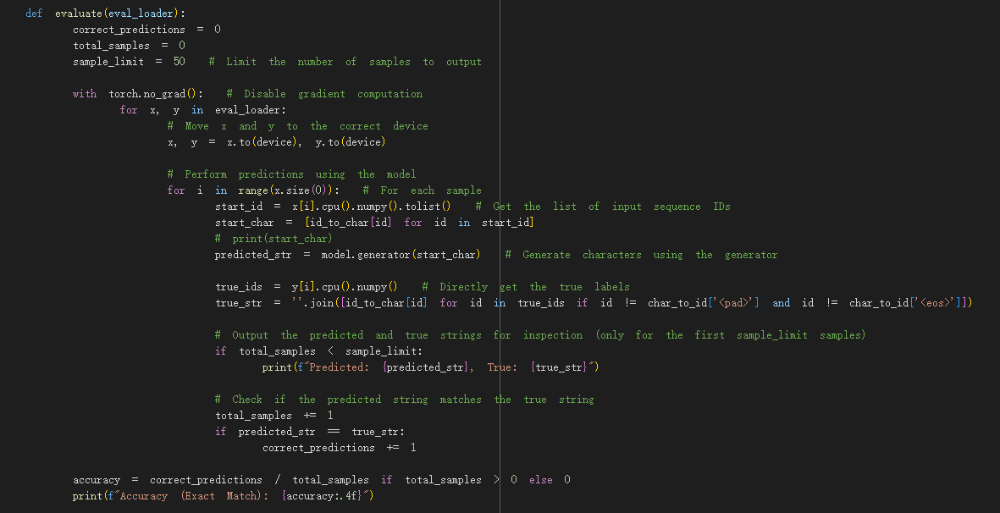 def evaluate(eval_loader):
correct_predictions = 0
total_samples = 0
sample_limit = 50 # Limit the number of samples to output
with torch.no_grad(): # Disable gradient computation
for x, y in eval_loader:
# Move x and y to the correct device
x, y = x.to(device), y.to(device)
# Perform predictions using the model
for i in range(x.size(0)): # For each sample
start_id = x[i].cpu().numpy().tolist() # Get the list of input sequence IDs
start_char = [id_to_char[id] for id in start_id]
# print(start_char)
predicted_str = model.generator(start_char) # Generate characters using the generator
true_ids = y[i].cpu().numpy() # Directly get the true labels
true_str = ''.join([id_to_char[id] for id in true_ids if id != char_to_id['<pad>'] and id != char_to_id['<eos>']])
# Output the predicted and true strings for inspection (only for the first sample_limit samples)
if total_samples < sample_limit:
print(f"Predicted: {predicted_str}, True: {true_str}")
# Check if the predicted string matches the true string
total_samples += 1
if predicted_str == true_str:
correct_predictions += 1
accuracy = correct_predictions / total_samples if total_samples > 0 else 0
print(f"Accuracy (Exact Match): {accuracy:.4f}")